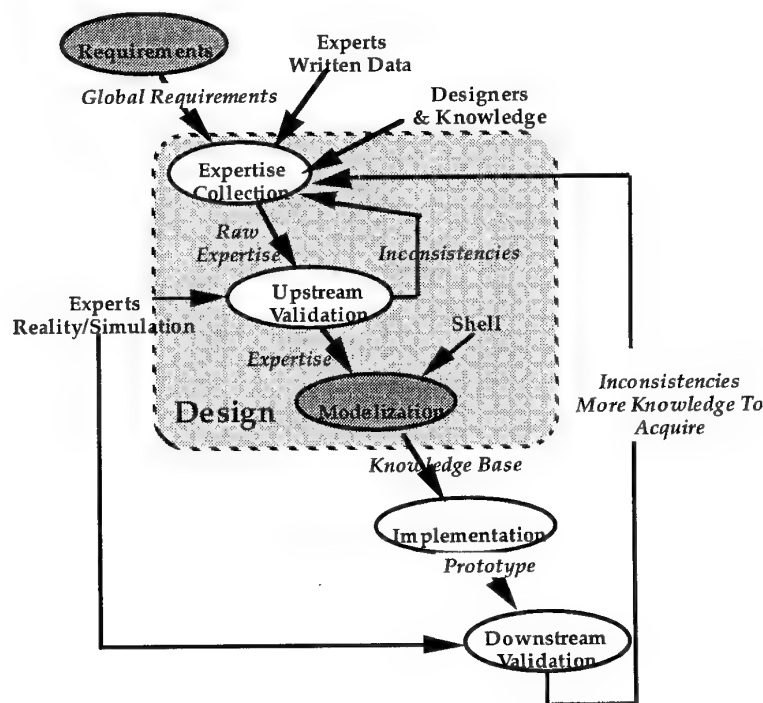 Requirements
Experts
Written Data
Global Requirements
Designers
& Knowledge
Expertise
Collection
Raw
Expertise
Inconsistencies
Upstream
Validation
Experts
Reality/Simulation
Shell
Expertise
Inconsistencies
More Knowledge To
Acquire
Design
Modelization
Knowledge Base
Implementation
Prototype
Downstream
Validation